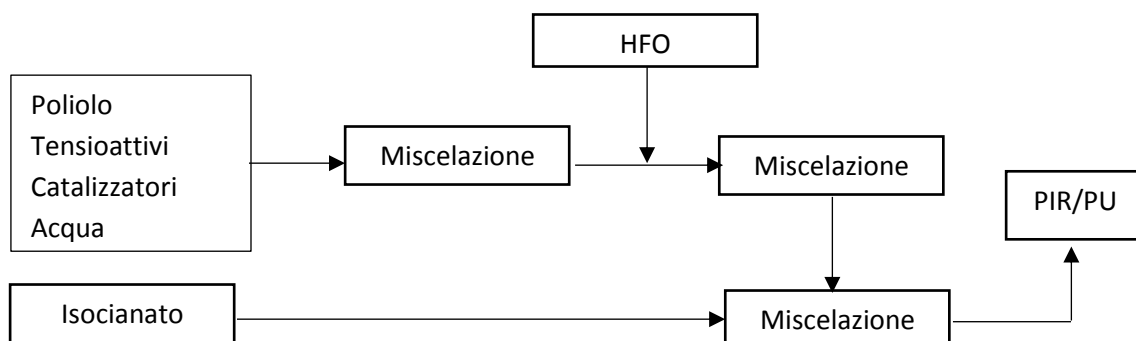 HFO
Poliolo
Tensioattivi
Catalizzatori
Acqua
Miscelazione
Miscelazione
PIR/PU
Isocianato
Miscelazione